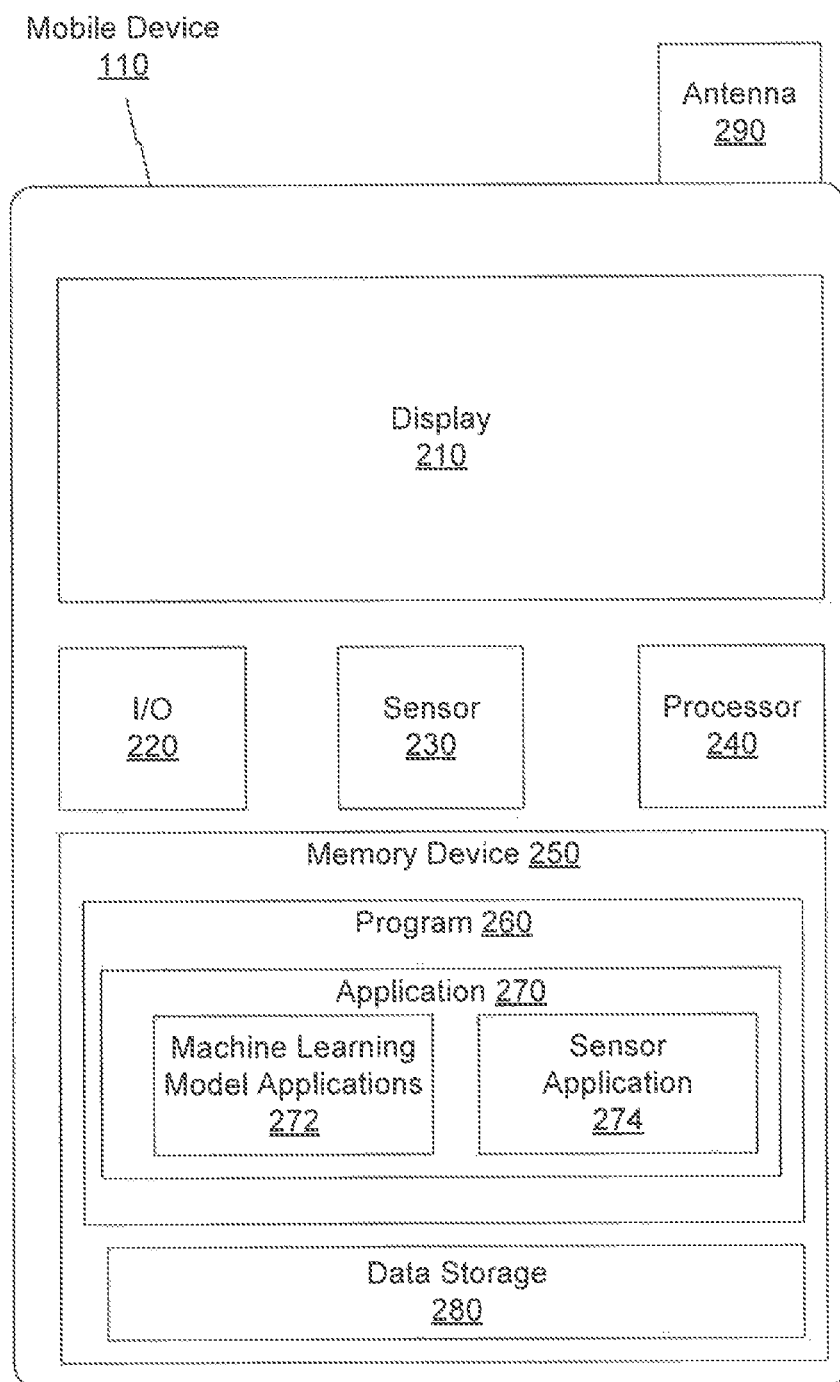 Mobile Device
110
Antenna
290
Display
210
I/O
220
Sensor
230
Processor
240
Memory Device 250
Program 260
Application 270
Machine Learning
Model Applications
272
Sensor
Application
274
Data Storage
280